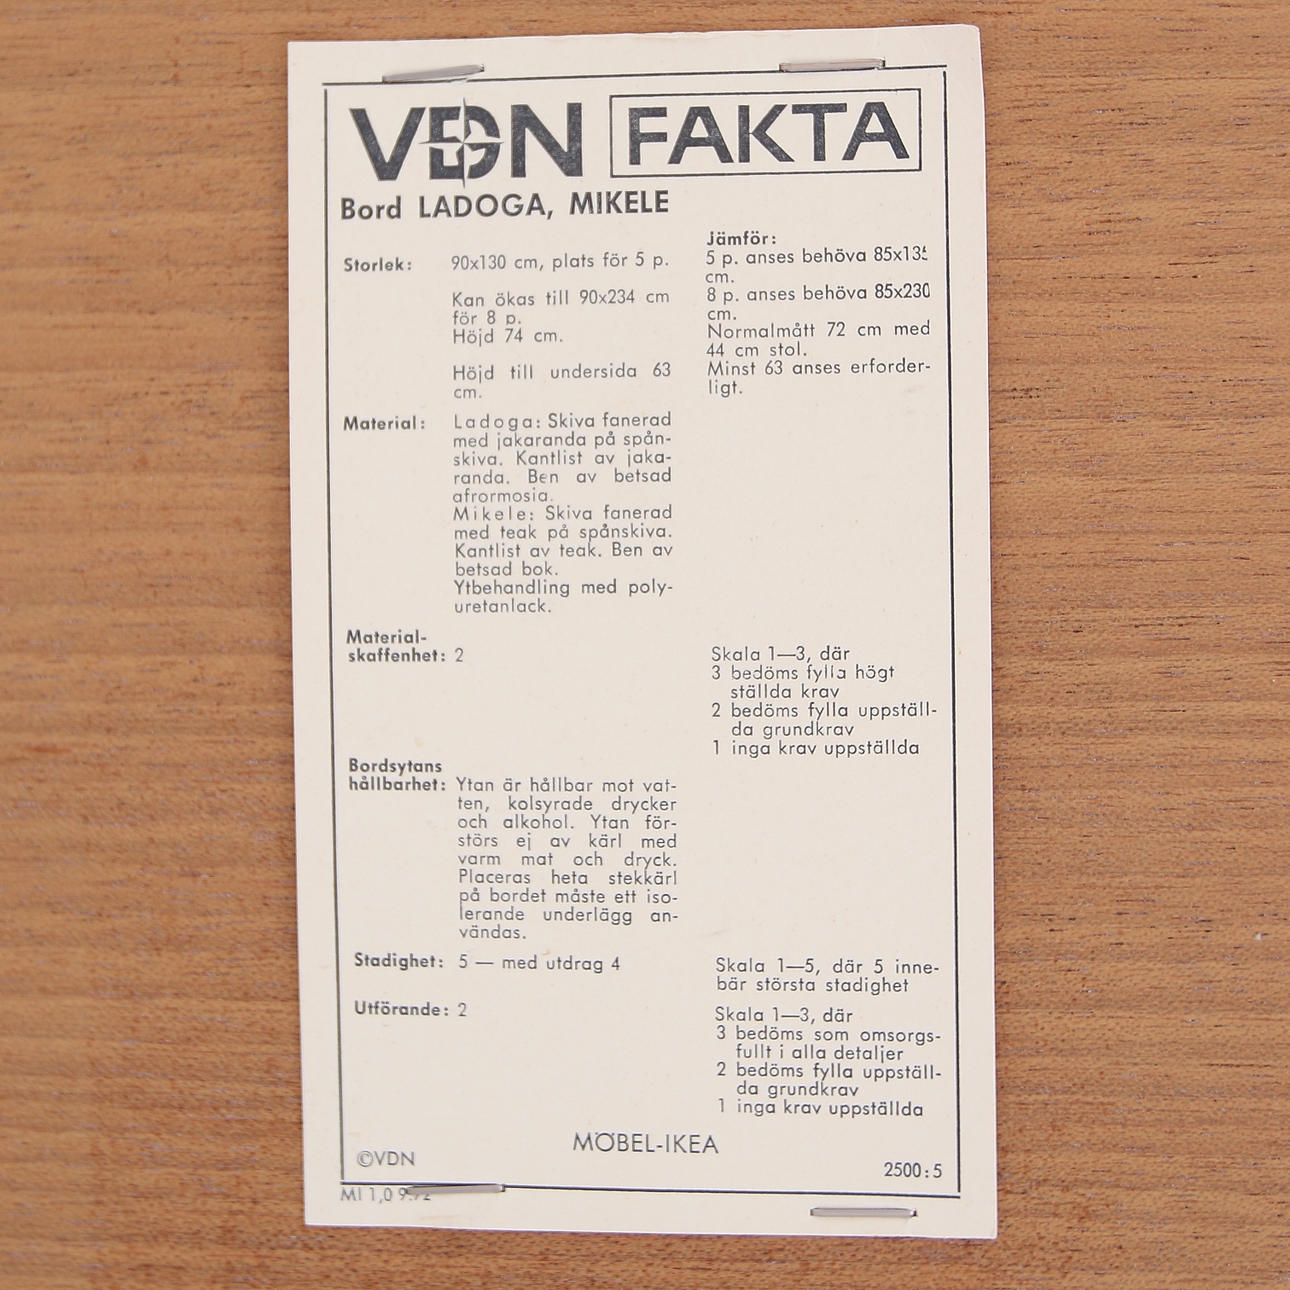 VDN FAKTA
Bord LADOGA, MIKELE
Storlek: 90x130 cm, plats för 5 p.
Kan ökas till 90x234 cm
för 8 p.
Höjd 74 cm.
Höjd till undersida 63
cm.
Jämför:
5 p. anses behöva 85x135
cm.
8 p. anses behöva 85x230
cm.
Normalmått 72 cm med
44 cm stol.
Minst 63 anses erforder-
ligt.
Material: Ladoga: Skiva fanerad
med jakaranda på spån-
skiva. Kantlist av jaka-
randa. Ben av betsad
afrormosia.
Mikele: Skiva fanerad
med teak på spånskiva.
Kantlist av teak. Ben av
betsad bok.
Ytbehandling med poly-
uretanlack.
Material-
skaffenhet: 2
Skala 1—3, där
3 bedöms fylla högt
ställda krav
2 bedöms fylla uppställ-
da grundkrav
1 inga krav uppställda
Bordsytans
hållbarhet: Ytan är hållbar mot vat-
ten, kolsyrade drycker
och alkohol. Ytan för-
störs ej av kärl med
varm mat och dryck.
Placeras heta stekkärl
på bordet måste ett iso-
lerande underlägg an-
vändas.
Stadighet: 5 — med utdrag 4
Skala 1—5, där 5 inne-
bär största stadighet
Utförande: 2
Skala 1—3, där
3 bedöms som omsorgs-
fullt i alla detaljer
2 bedöms fylla uppställ-
da grundkrav
1 inga krav uppställda
MÖBEL-IKEA
©VDN
2500:5
MI 1,0